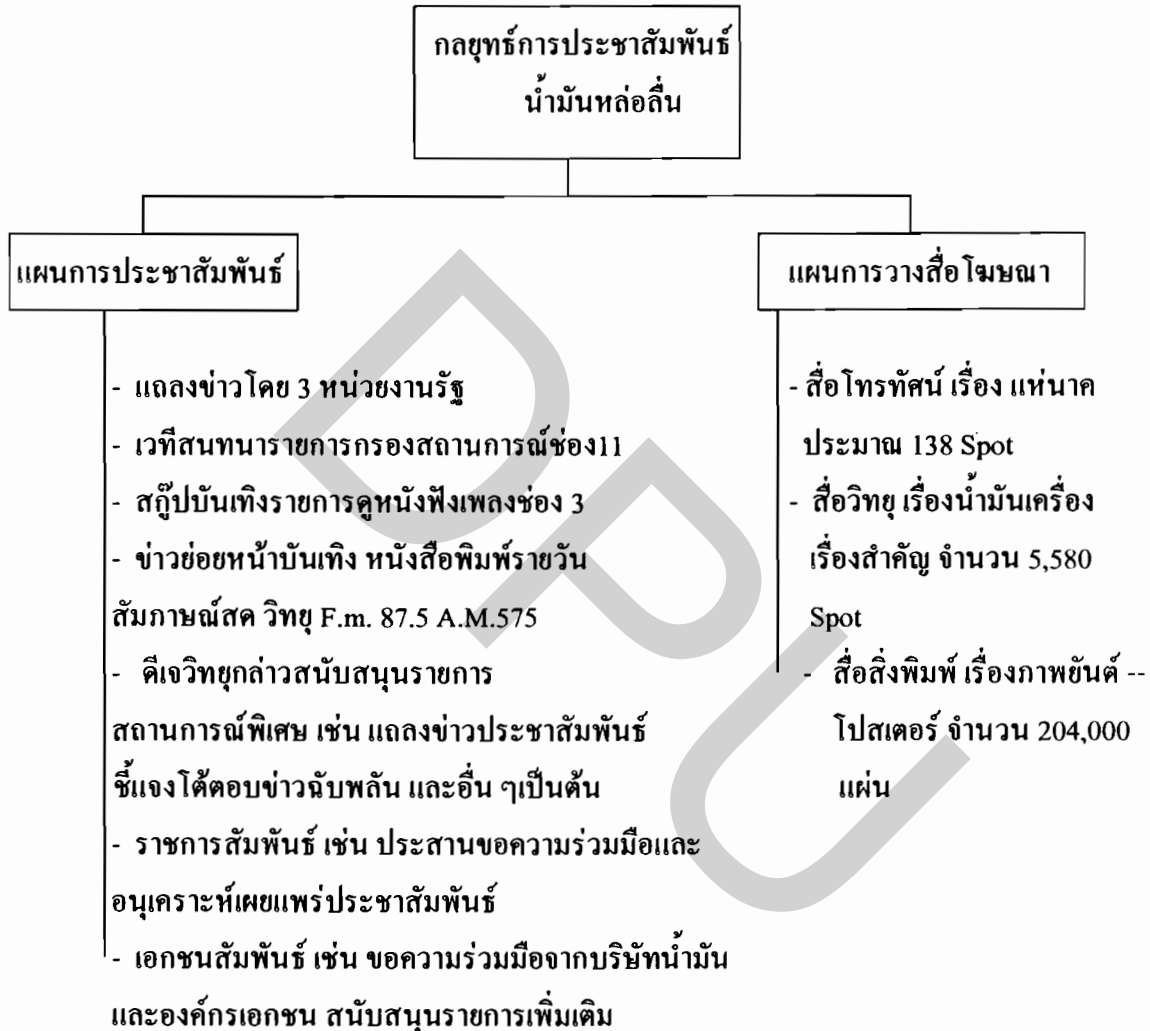 กลยุทธ์การประชาสัมพันธ์
น้ำมันหล่อลื่น
แผนการประชาสัมพันธ์
- แถลงข่าวโดย 3 หน่วยงานรัฐ
- เวทีสนทนารายการกรองสถานการณ์ช่อง11
- สกู๊ปบันเทิงรายการดูหนังฟังเพลงช่อง 3
- ข่าวย่อยหน้าบันเทิง หนังสือพิมพ์รายวัน
สัมภาษณ์สด วิทยุ F.m. 87.5 A.M.575
- ดีเจวิทยุกล่าวสนับสนุนรายการ
สถานการณ์พิเศษ เช่น แถลงข่าวประชาสัมพันธ์
ชี้แจงโต้ตอบข่าวฉับพลัน และอื่น ๆเป็นต้น
- ราชการสัมพันธ์ เช่น ประสานขอความร่วมมือและ
อนุเคราะห์เผยแพร่ประชาสัมพันธ์
- เอกชนสัมพันธ์ เช่น ขอความร่วมมือจากบริษัทน้ำมัน
และองค์กรเอกชน สนับสนุนรายการเพิ่มเติม
แผนการวางสื่อโฆษณา
- สื่อโทรทัศน์ เรื่อง แห่นาค
ประมาณ 138 Spot
- สื่อวิทยุ เรื่องน้ำมันเครื่อง
เรื่องสำคัญ จำนวน 5,580
Spot
- สื่อสิ่งพิมพ์ เรื่องภาพยันต์ --
โปสเตอร์ จำนวน 204,000
แผ่น
DPU